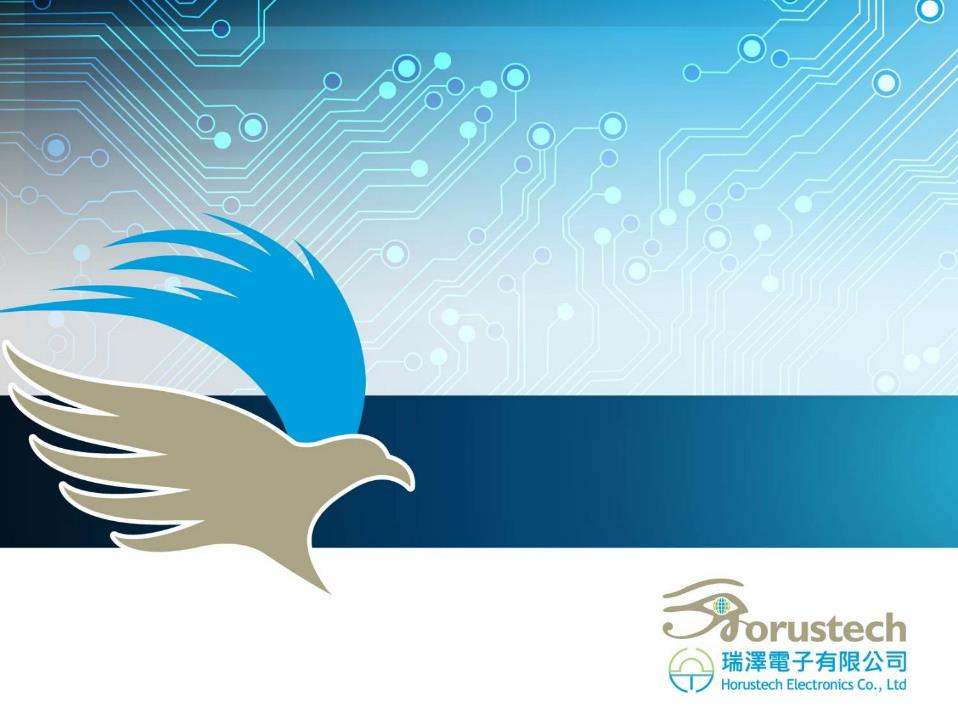 Horustech
瑞澤電子有限公司
Horustech Electronics Co., Ltd